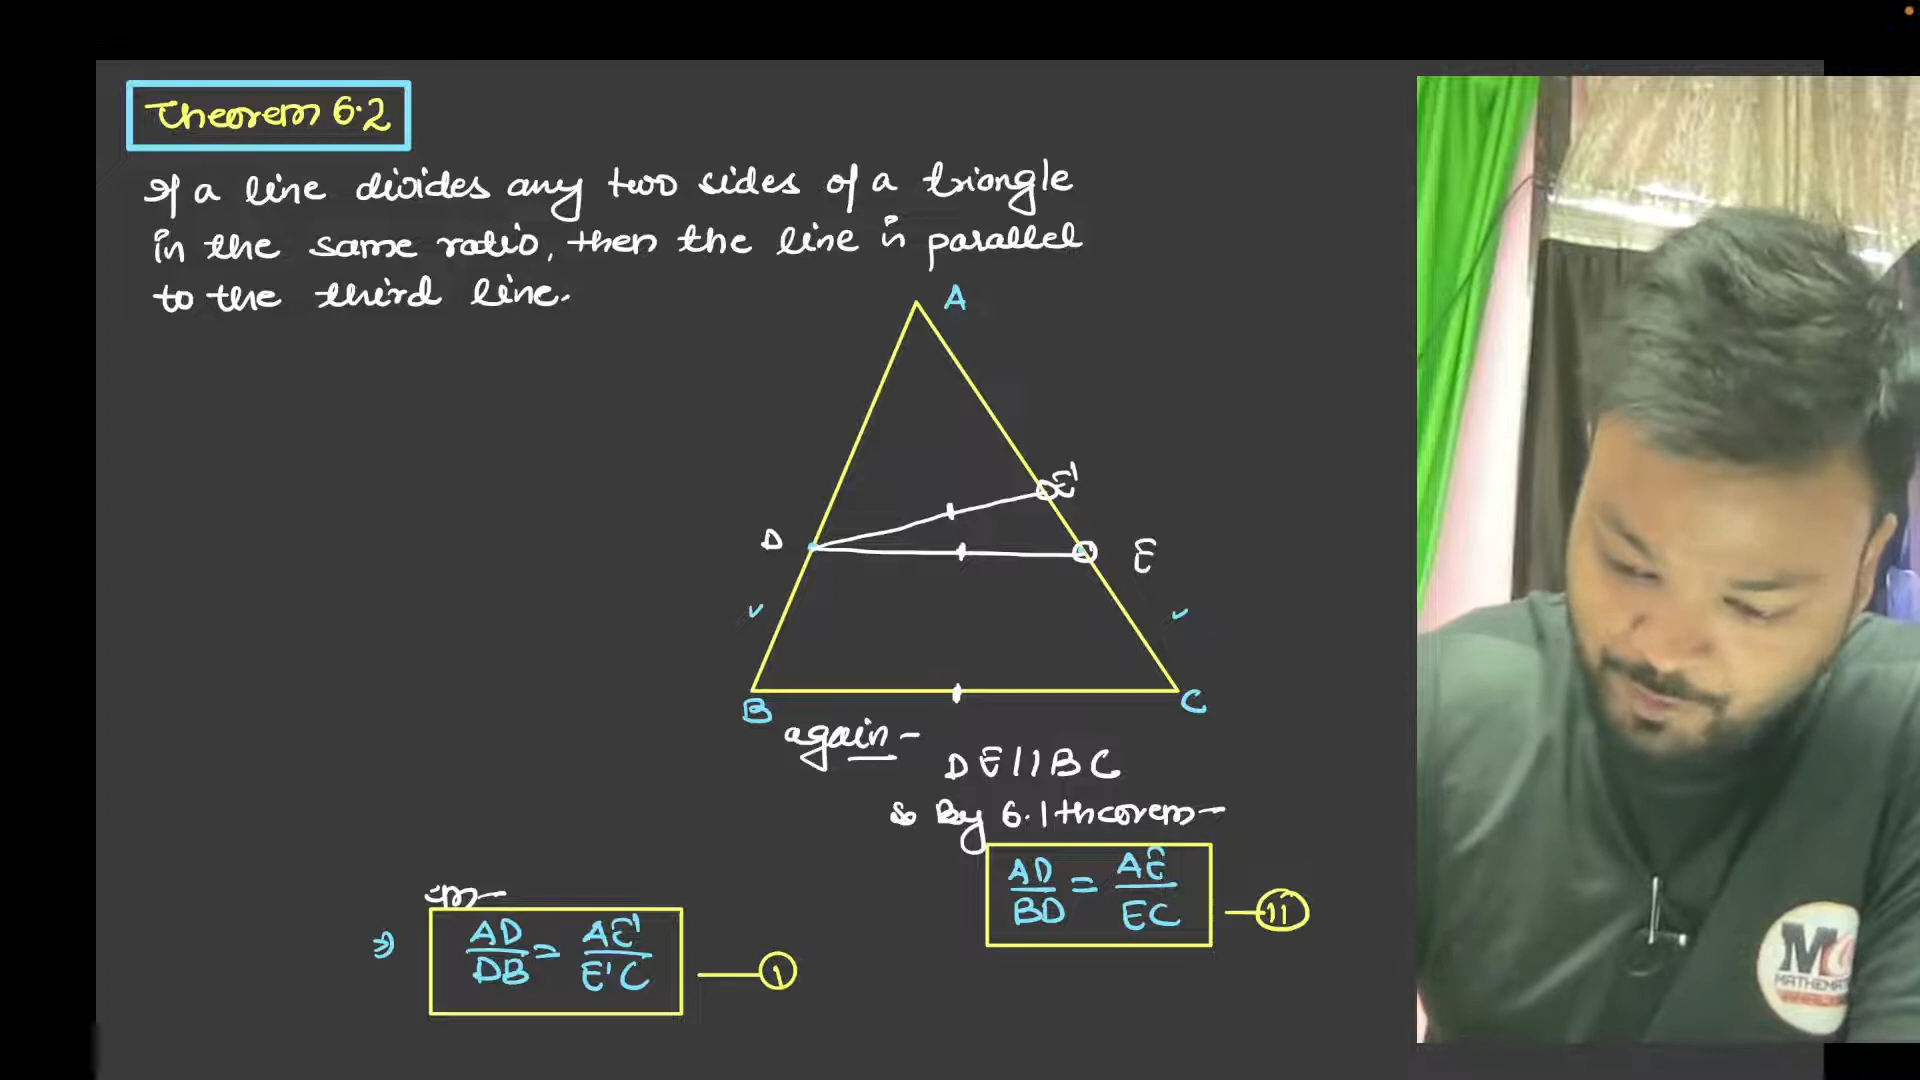 Theorem 6.2
If a line divides any two sides of a triangle
in the same ratio, then the line is parallel
to the third line.
A
E'
D
E
B
C
again -
DE || BC
So By 6.1 theorem -
AD/BD = AE/EC — (ii)
⇒ AD/DB = AE'/E'C — (1)